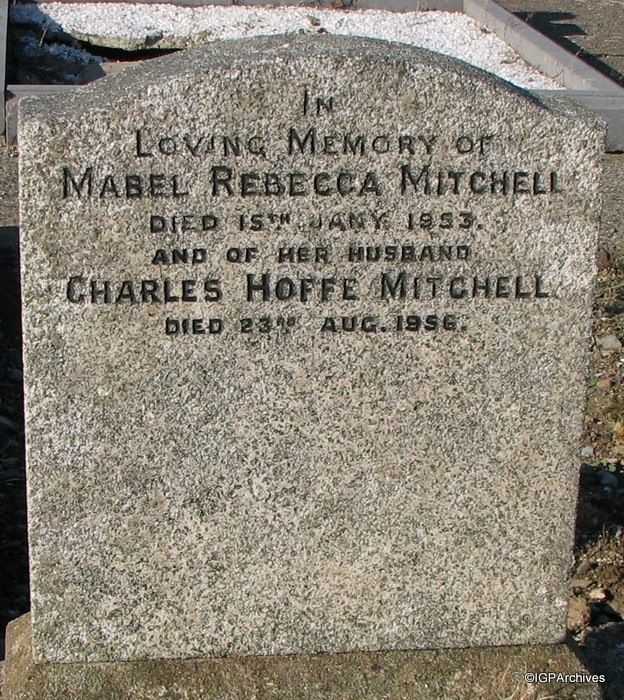 IN
LOVING MEMORY OF
MABEL REBECCA MITCHELL
DIED 15TH JANY. 1953.
AND OF HER HUSBAND
CHARLES HOFFE MITCHELL
DIED 23RD AUG. 1956.
©IGPArchives